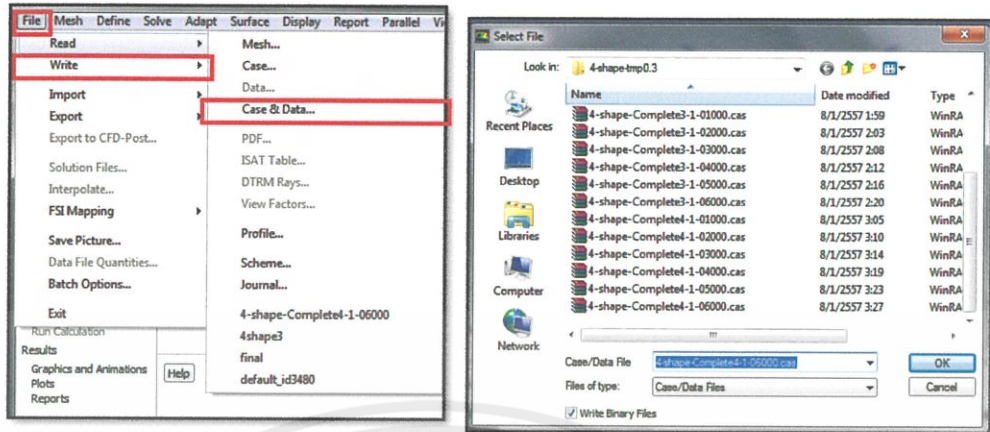 File Mesh Define Solve Adapt Surface Display Report Parallel Vi
Read
Write
Import
Export
Export to CFD-Post...
Solution Files...
Interpolate...
FSI Mapping
Save Picture...
Data File Quantities...
Batch Options...
Exit
Run Calculation
Results
Graphics and Animations
Plots
Reports
Help
Mesh...
Case...
Data...
Case & Data...
PDF...
ISAT Table...
DTRM Rays...
View Factors...
Profile...
Scheme...
Journal...
4-shape-Complete4-1-06000
4shape3
final
default_id3480
Select File
Look in: 4-shape-tmp0.3
Recent Places
Desktop
Libraries
Computer
Network
Name Date modified Type
4-shape-Complete3-1-01000.cas 8/1/2557 1:59 WinRA
4-shape-Complete3-1-02000.cas 8/1/2557 2:03 WinRA
4-shape-Complete3-1-03000.cas 8/1/2557 2:08 WinRA
4-shape-Complete3-1-04000.cas 8/1/2557 2:12 WinRA
4-shape-Complete3-1-05000.cas 8/1/2557 2:16 WinRA
4-shape-Complete3-1-06000.cas 8/1/2557 2:20 WinRA
4-shape-Complete4-1-01000.cas 8/1/2557 3:05 WinRA
4-shape-Complete4-1-02000.cas 8/1/2557 3:10 WinRA
4-shape-Complete4-1-03000.cas 8/1/2557 3:14 WinRA
4-shape-Complete4-1-04000.cas 8/1/2557 3:19 WinRA
4-shape-Complete4-1-05000.cas 8/1/2557 3:23 WinRA
4-shape-Complete4-1-06000.cas 8/1/2557 3:27 WinRA
Case/Data File 4-shape-Complete4-1-06000.cas OK
Files of type: Case/Data Files Cancel
Write Binary Files